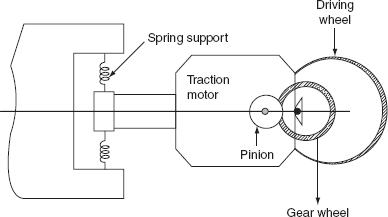 Driving
wheel
Spring support
Traction
motor
Pinion
Gear wheel